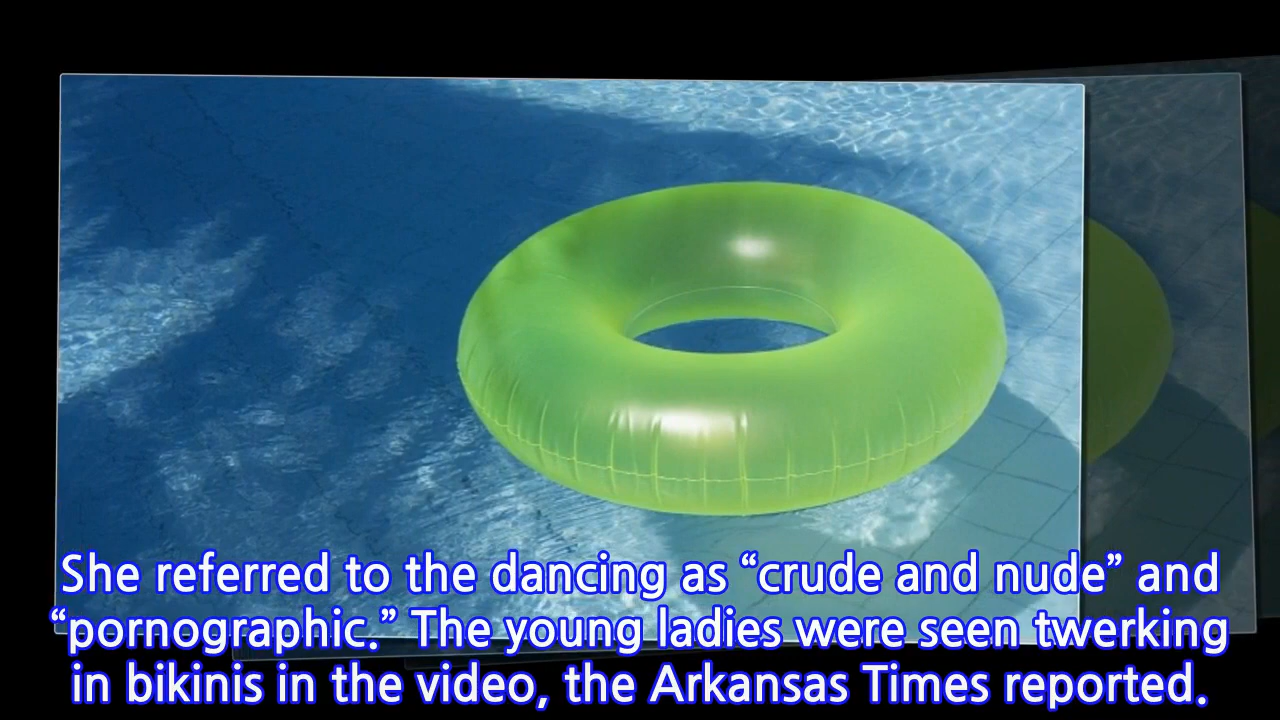 She referred to the dancing as “crude and nude” and
“pornographic.” The young ladies were seen twerking
in bikinis in the video, the Arkansas Times reported.